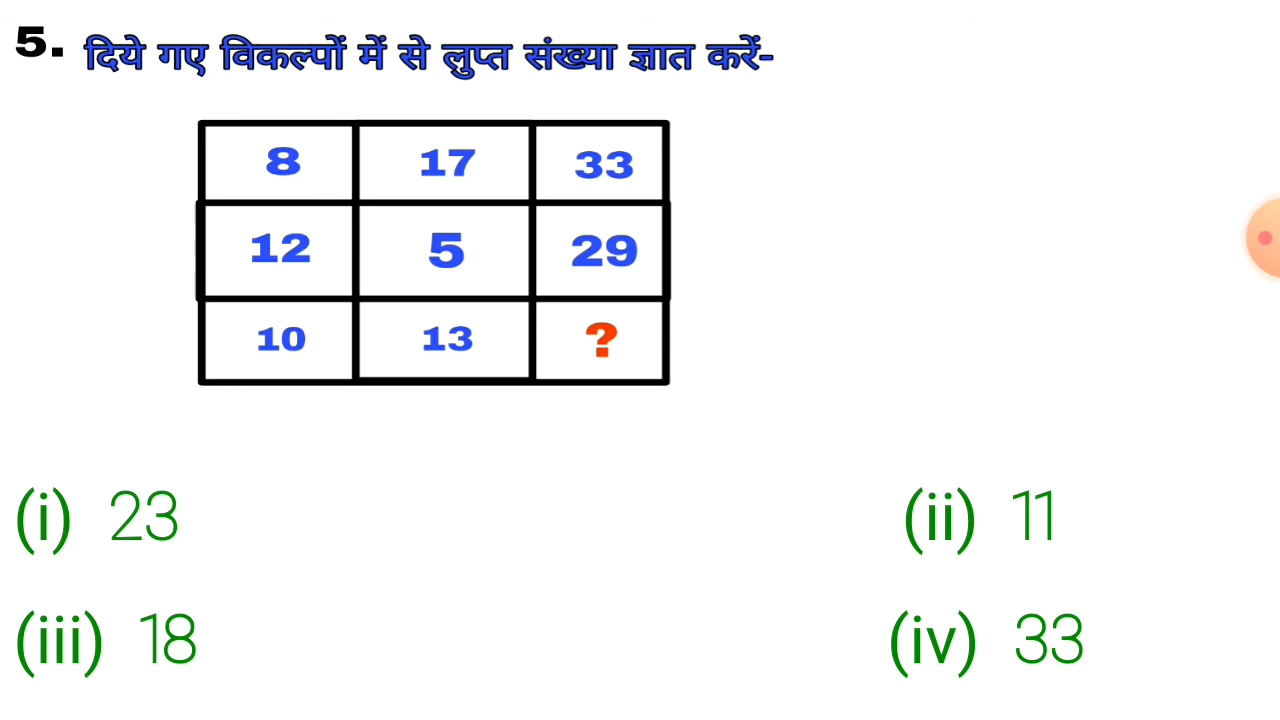 5. दिये गए विकल्पों में से लुप्त संख्या ज्ञात करें-
8 17 33
12 5 29
10 13 ?
(i) 23 (ii) 11
(iii) 18 (iv) 33